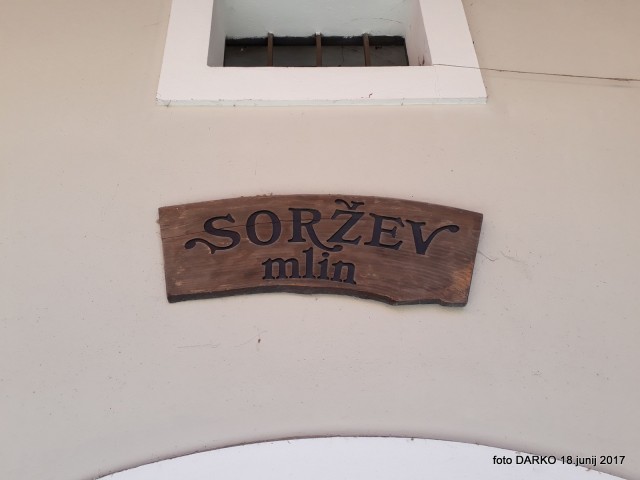 SORŽEV
mlin
foto DARKO 18.junij 2017